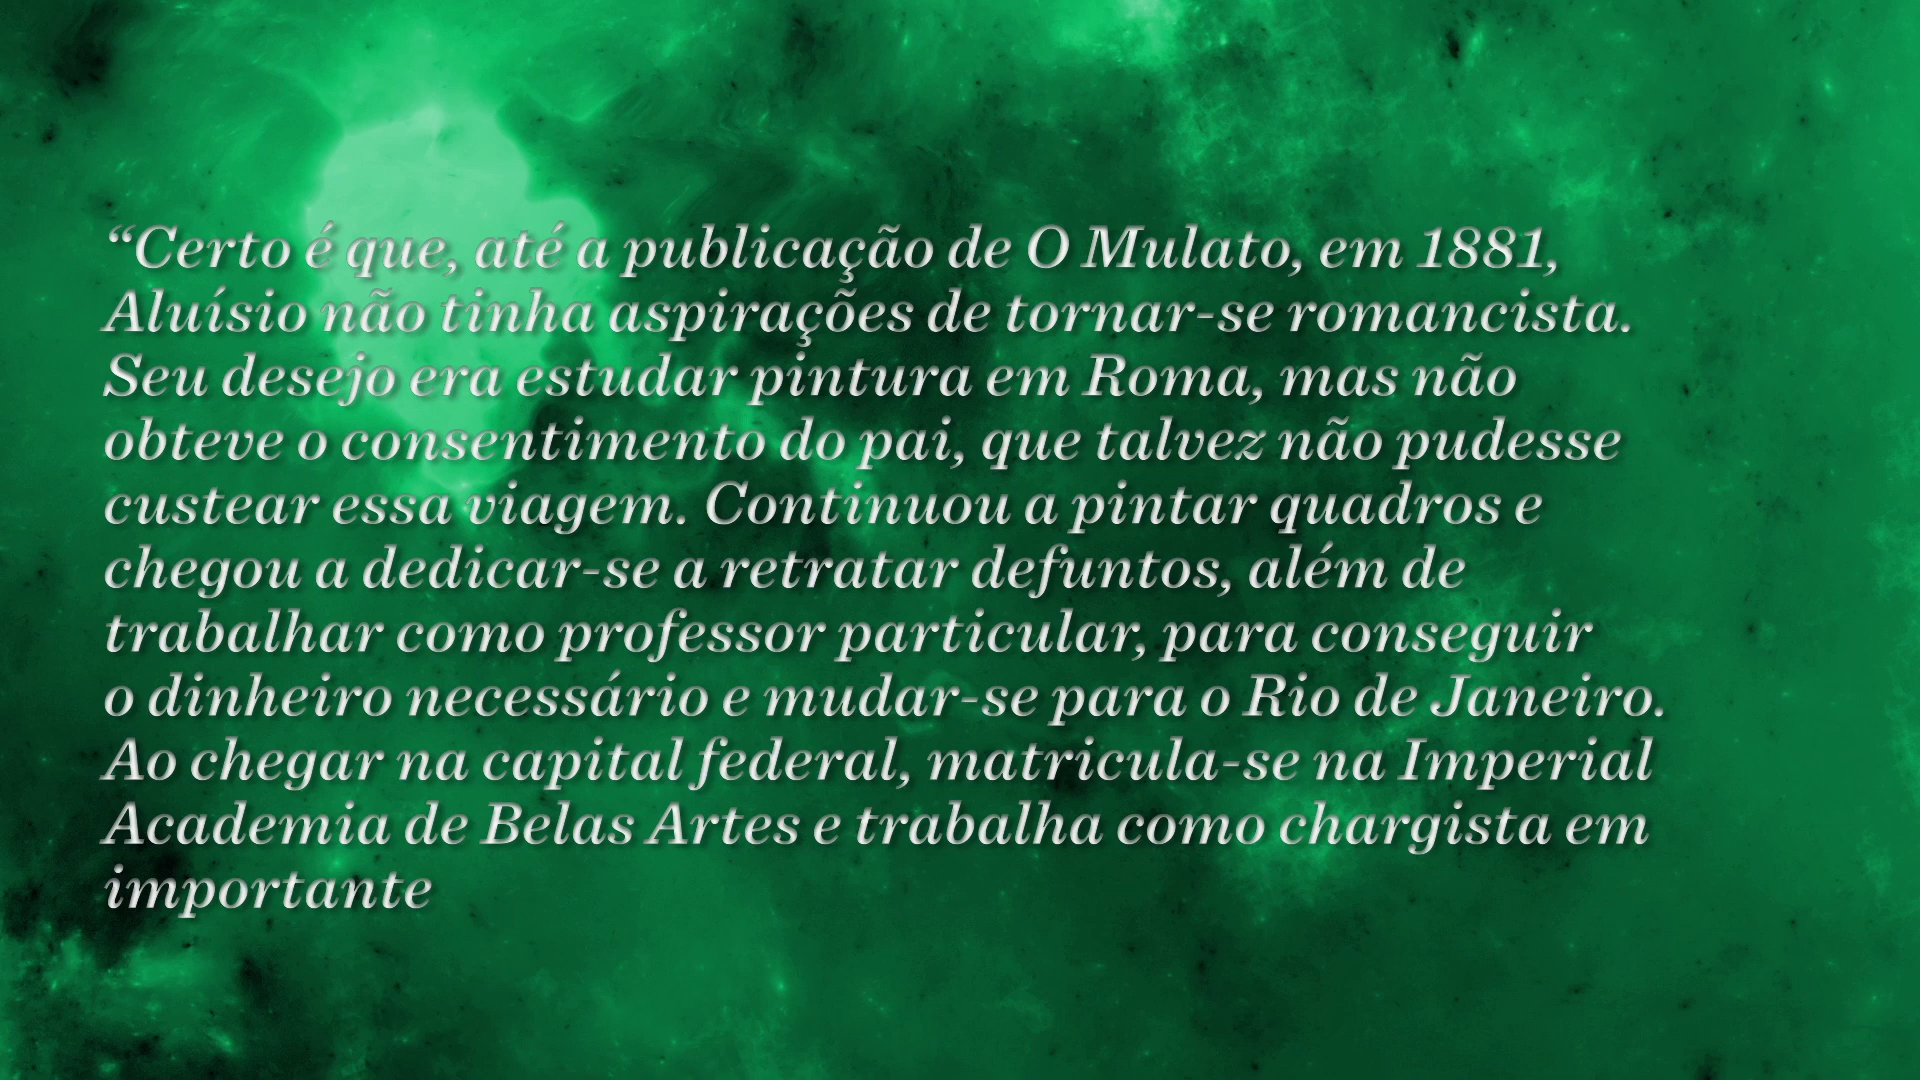 “Certo é que, até a publicação de O Mulato, em 1881,
Aluísio não tinha aspirações de tornar-se romancista.
Seu desejo era estudar pintura em Roma, mas não
obteve o consentimento do pai, que talvez não pudesse
custear essa viagem. Continuou a pintar quadros e
chegou a dedicar-se a retratar defuntos, além de
trabalhar como professor particular, para conseguir
o dinheiro necessário e mudar-se para o Rio de Janeiro.
Ao chegar na capital federal, matricula-se na Imperial
Academia de Belas Artes e trabalha como chargista em
importante